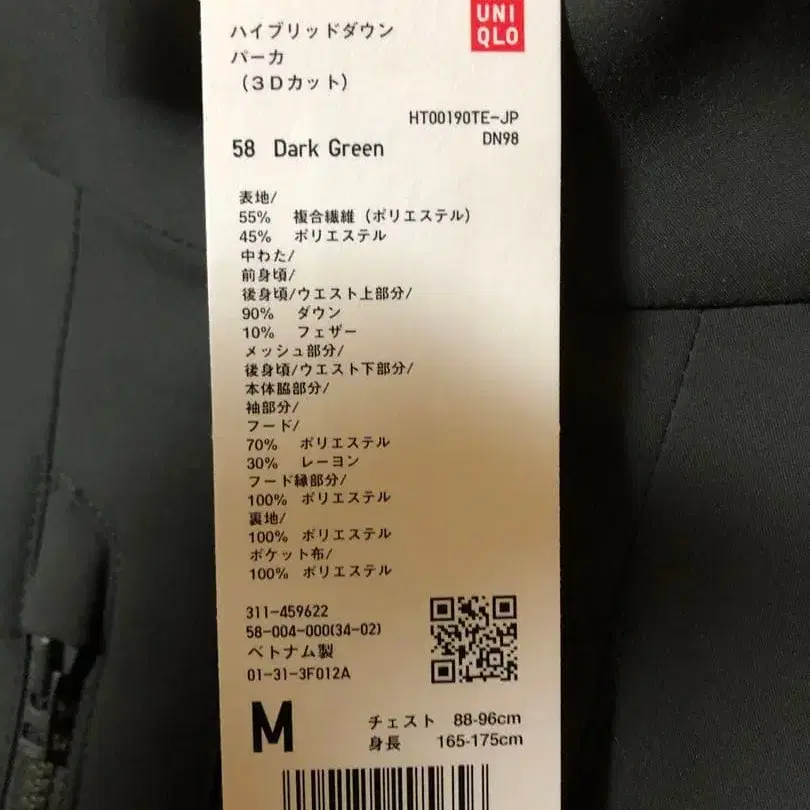 ハイブリッドダウン
パーカ
(3Dカット)
UNI
QLO
HT00190TE-JP
DN98
58 Dark Green
表地/
55% 複合繊維(ポリエステル)
45% ポリエステル
中わた/
前身頃/
後身頃/ウエスト上部分/
90% ダウン
10% フェザー
メッシュ部分/
後身頃/ウエスト下部分/
本体脇部分/
袖部分/
フード/
70% ポリエステル
30% レーヨン
フード縁部分/
100% ポリエステル
裏地/
100% ポリエステル
ポケット布/
100% ポリエステル
311-459622
58-004-000(34-02)
ベトナム製
01-31-3F012A
M
チェスト 88-96cm
身長 165-175cm